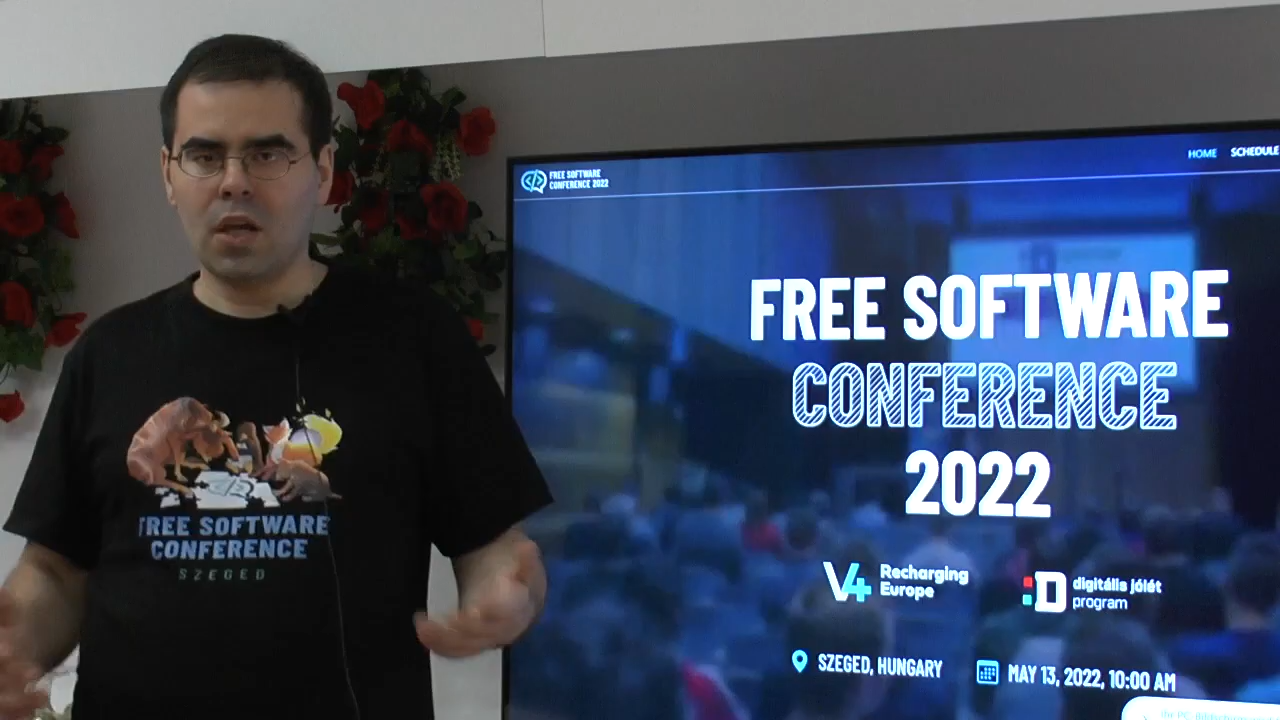 HOME SCHEDULE
FREE SOFTWARE
CONFERENCE 2022
FREE SOFTWARE
CONFERENCE
2022
V4 Recharging
Europe
:D digitális jólét
program
SZEGED, HUNGARY
MAY 13, 2022, 10:00 AM
FREE SOFTWARE
CONFERENCE
SZEGED